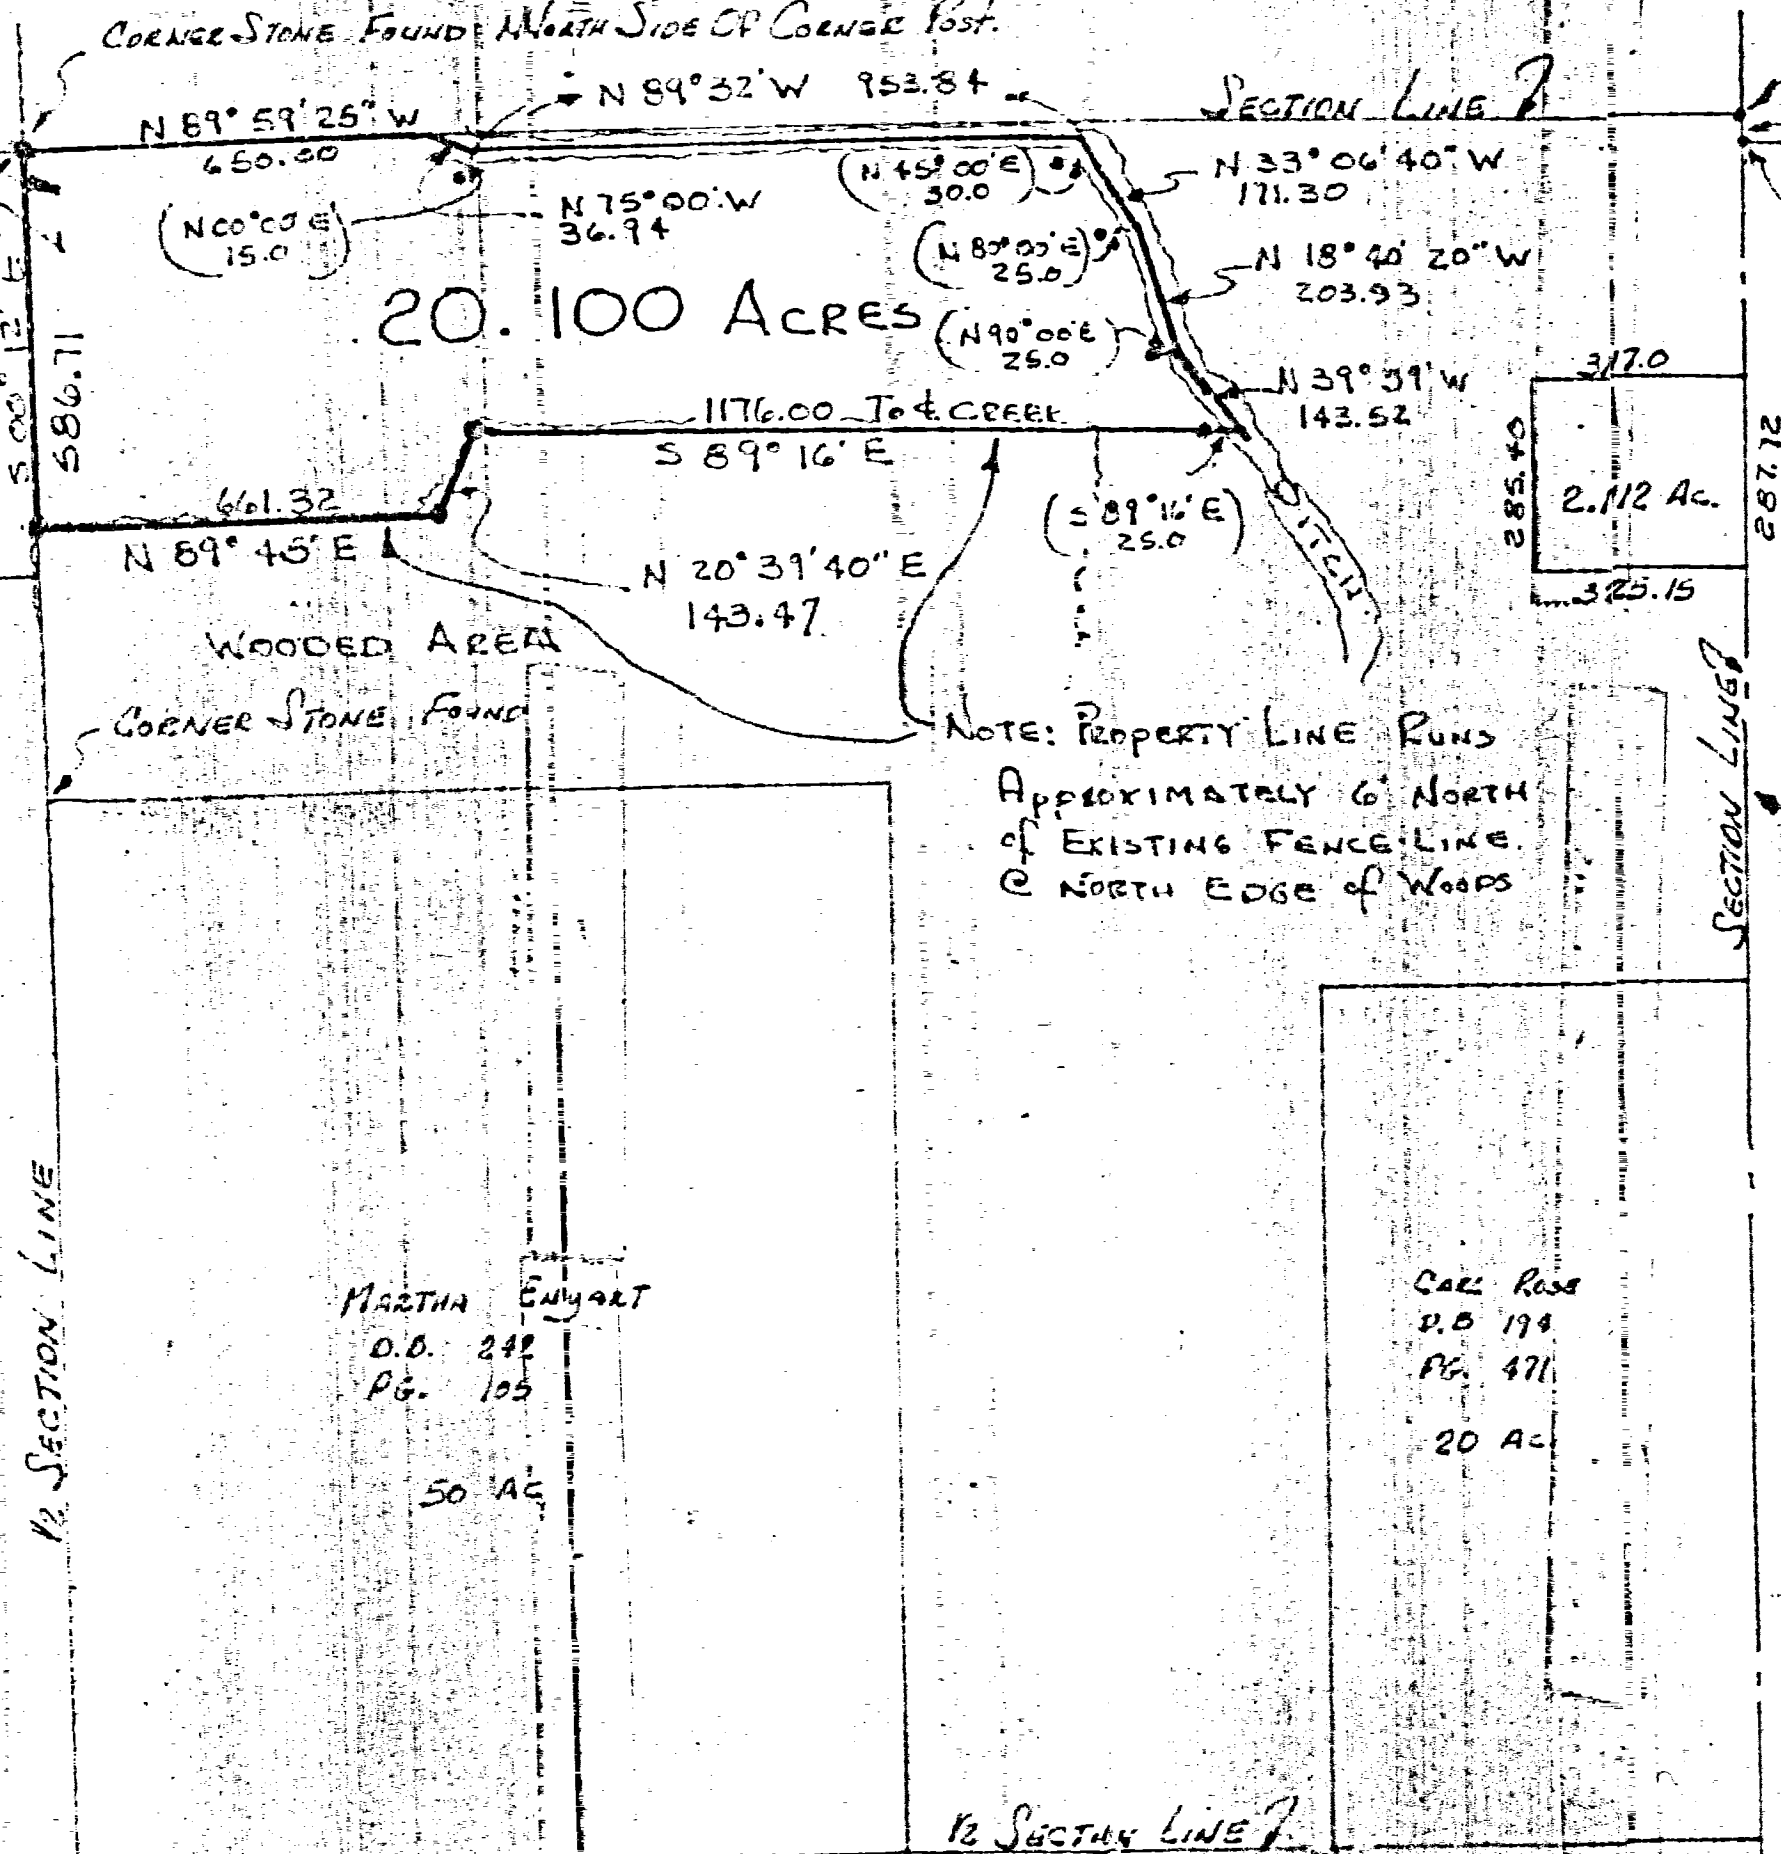 CORNER STONE FOUND NORTH SIDE OF CORNER POST.
N 89° 32' W 953.84
SECTION LINE
N 89° 59' 25" W
650.00
(N 45° 00' E)
30.0
N 33° 06' 40" W
171.30
(N 00° 00' E)
15.0
N 75° 00' W
36.94
(N 80° 00' E)
25.0
N 18° 40' 20" W
203.93
S 00° 12' E
586.71
20.100 ACRES
(N 90° 00' E)
25.0
N 39° 39' W
143.52
317.0
1176.00 To ℄ CREEK
S 89° 16' E
285.40
2.112 Ac.
287.12
661.32
N 89° 45' E
(S 89° 16' E)
25.0
DITCH
N 20° 39' 40" E
143.47
325.15
WOODED AREA
CORNER STONE FOUND
NOTE: PROPERTY LINE RUNS
APPROXIMATELY 6' NORTH
of EXISTING FENCE LINE
@ NORTH EDGE of WOODS
SECTION LINE
1/2 SECTION LINE
MARTHA ENYART
D.B. 242
PG. 105
50 AC
CARL ROSE
D.B 194
PG. 471
20 Ac
1/2 SECTION LINE